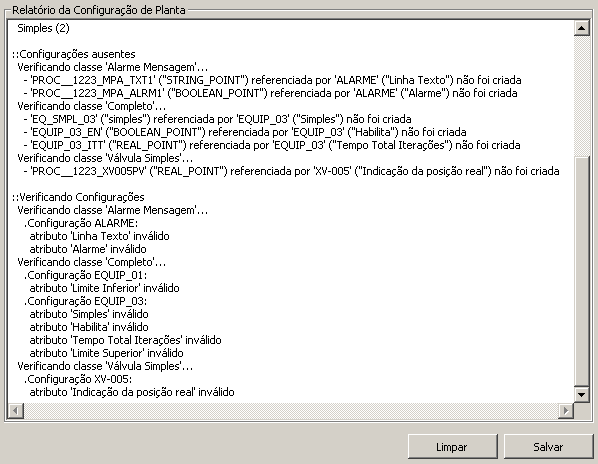 Relatório da Configuração de Planta
Simples (2)
::Configurações ausentes
Verificando classe 'Alarme Mensagem'...
- 'PROC__1223_MPA_TXT1' ("STRING_POINT") referenciada por 'ALARME' ("Linha Texto") não foi criada
- 'PROC__1223_MPA_ALRM1' ("BOOLEAN_POINT") referenciada por 'ALARME' ("Alarme") não foi criada
Verificando classe 'Completo'...
- 'EQ_SMPL_03' ("simples") referenciada por 'EQUIP_03' ("Simples") não foi criada
- 'EQUIP_03_EN' ("BOOLEAN_POINT") referenciada por 'EQUIP_03' ("Habilita") não foi criada
- 'EQUIP_03_ITT' ("REAL_POINT") referenciada por 'EQUIP_03' ("Tempo Total Iterações") não foi criada
Verificando classe 'Válvula Simples'...
- 'PROC__1223_XV005PV' ("REAL_POINT") referenciada por 'XV-005' ("Indicação da posição real") não foi criada
::Verificando Configurações
Verificando classe 'Alarme Mensagem'...
.Configuração ALARME:
atributo 'Linha Texto' inválido
atributo 'Alarme' inválido
Verificando classe 'Completo'...
.Configuração EQUIP_01:
atributo 'Limite Inferior' inválido
.Configuração EQUIP_03:
atributo 'Simples' inválido
atributo 'Habilita' inválido
atributo 'Tempo Total Iterações' inválido
atributo 'Limite Superior' inválido
Verificando classe 'Válvula Simples'...
.Configuração XV-005:
atributo 'Indicação da posição real' inválido
Limpar
Salvar